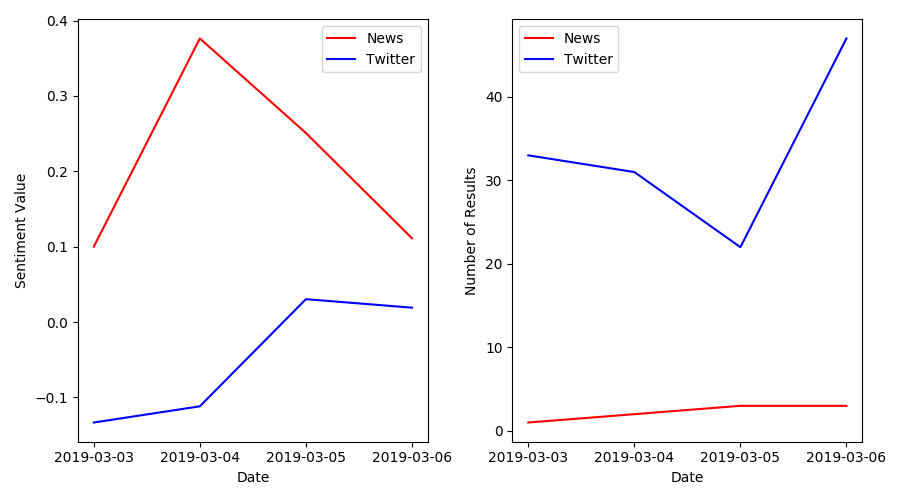 0.4
0.3
0.2
0.1
0.0
−0.1
Sentiment Value
News
Twitter
2019-03-03 2019-03-04 2019-03-05 2019-03-06
Date
40
30
20
10
0
Number of Results
News
Twitter
2019-03-03 2019-03-04 2019-03-05 2019-03-06
Date